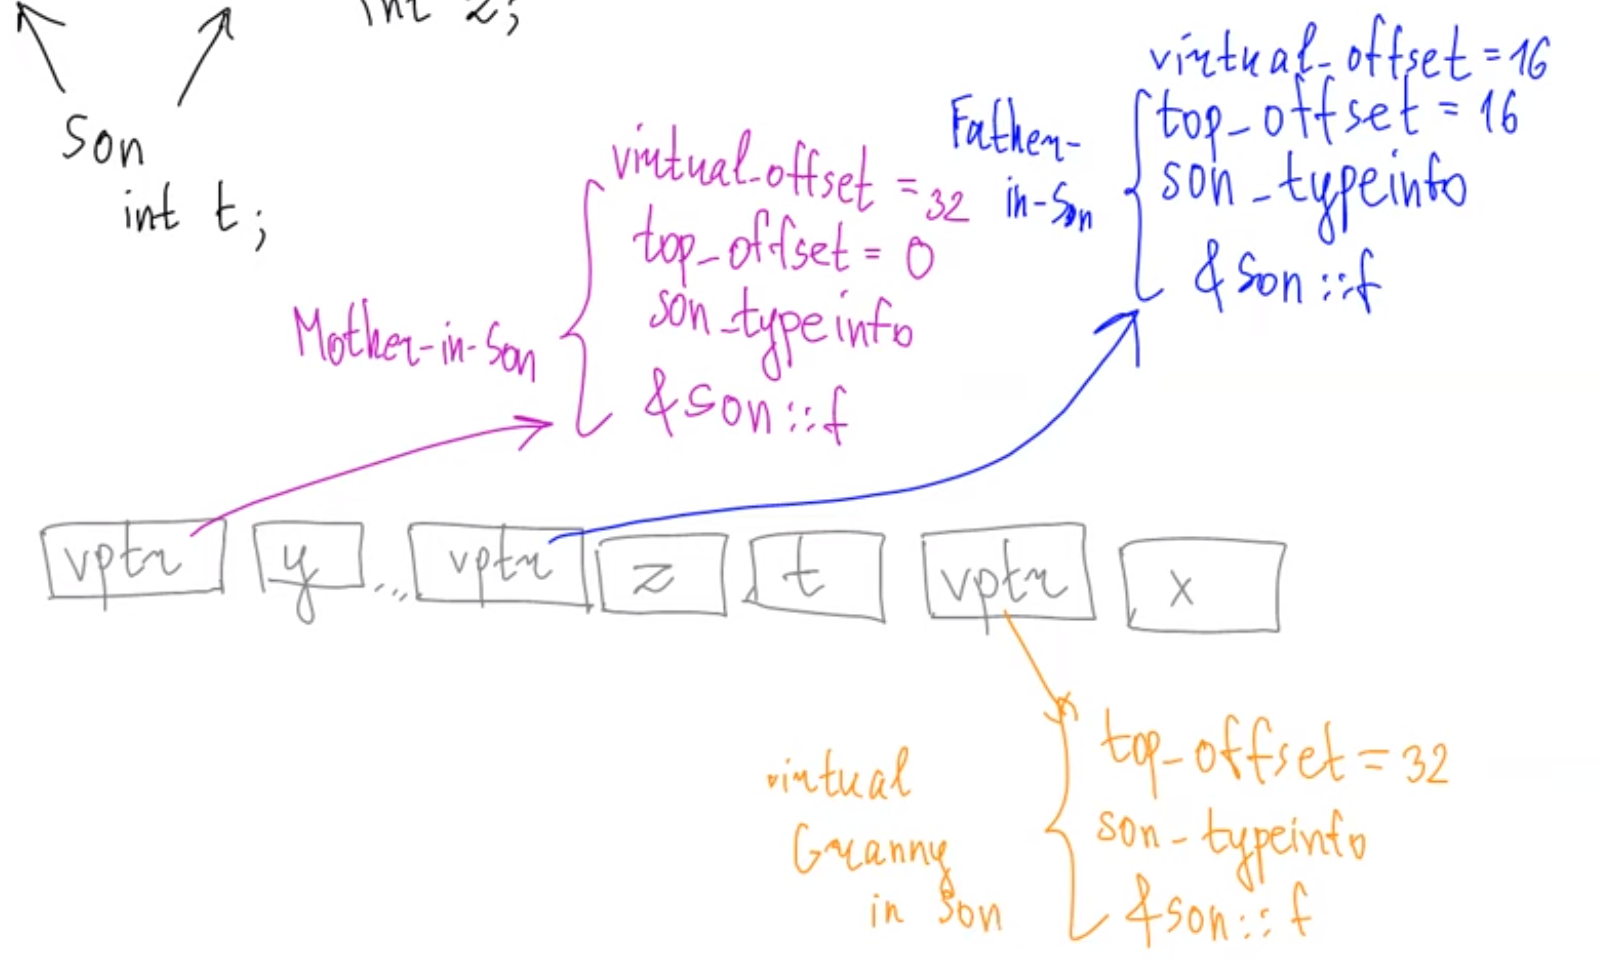 int z;
Son
int t;
virtual_offset = 16
top_offset = 16
son_typeinfo
&Son::f
Father-
in-Son
virtual_offset = 32
top_offset = 0
son_typeinfo
&Son::f
Mother-in-Son
vptr
y
...
vptr
z
t
vptr
x
virtual
Granny
in Son
top_offset = 32
son_typeinfo
&son::f